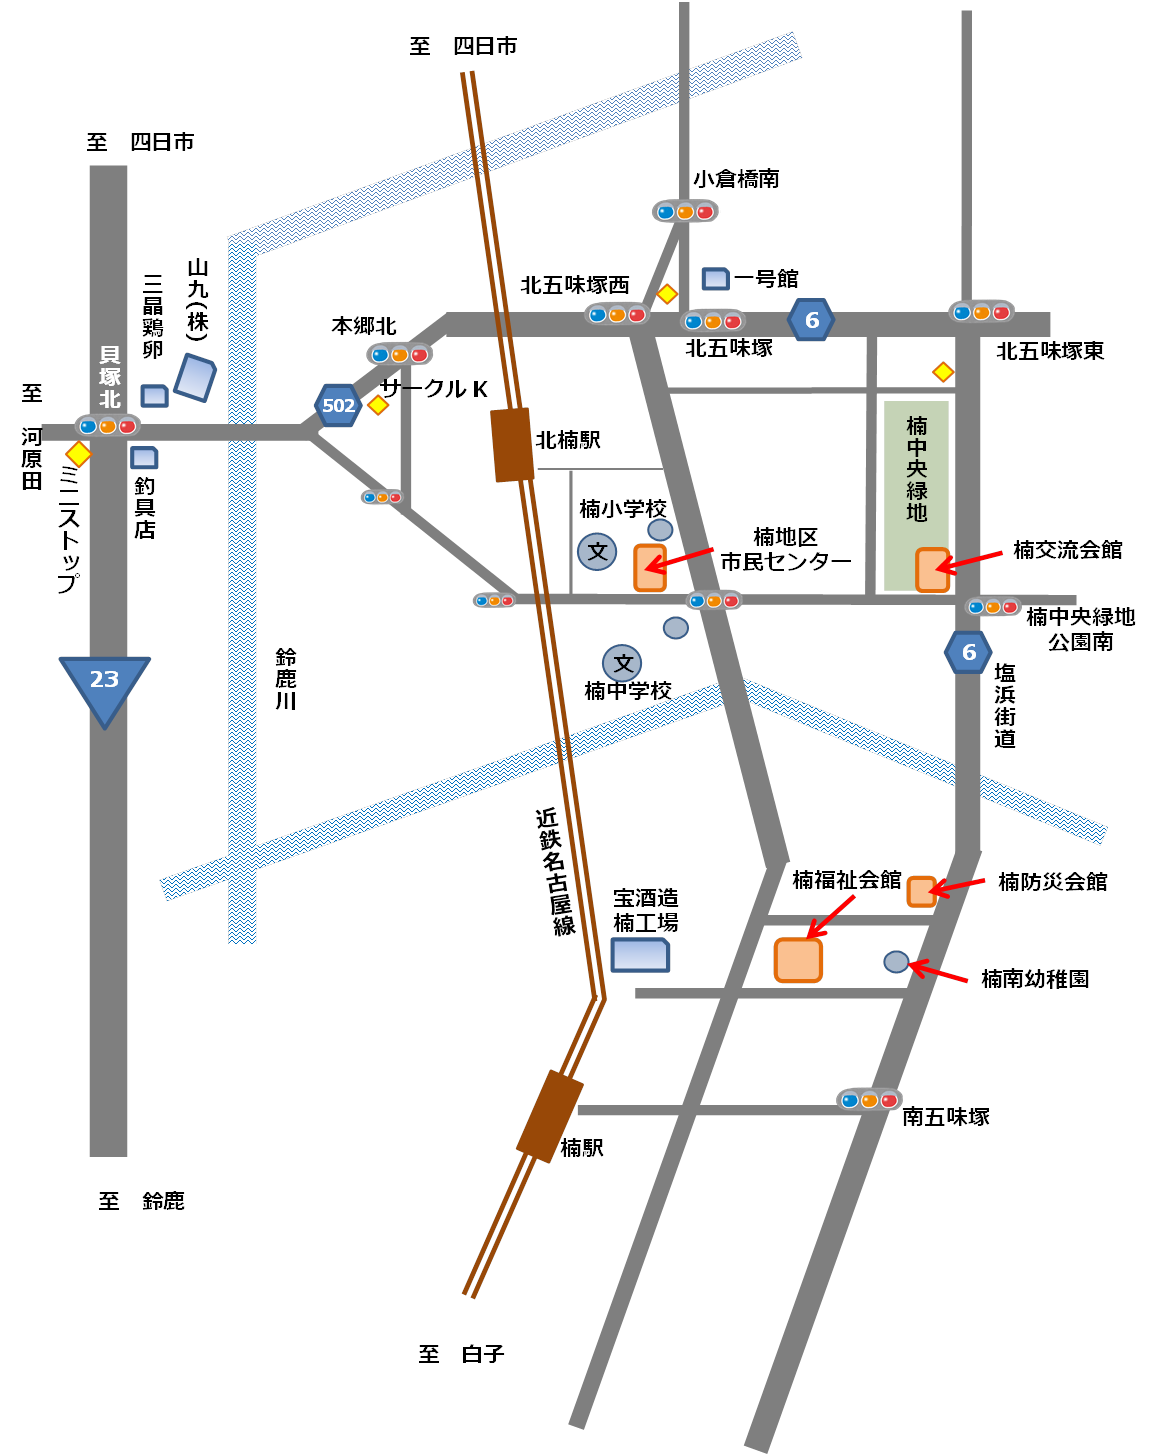 至　四日市
至　四日市
小倉橋南
山九(株)
三晶鶏卵
一号館
北五味塚西
6
本郷北
北五味塚
北五味塚東
貝塚北
サークルK
至　河原田
502
北楠駅
楠中央緑地
ミニストップ
釣具店
楠小学校
文
楠地区
市民センター
楠交流会館
楠中央緑地
公園南
鈴鹿川
文
楠中学校
6
塩浜街道
23
近鉄名古屋線
宝酒造
楠工場
楠福祉会館
楠防災会館
楠南幼稚園
南五味塚
楠駅
至　鈴鹿
至　白子